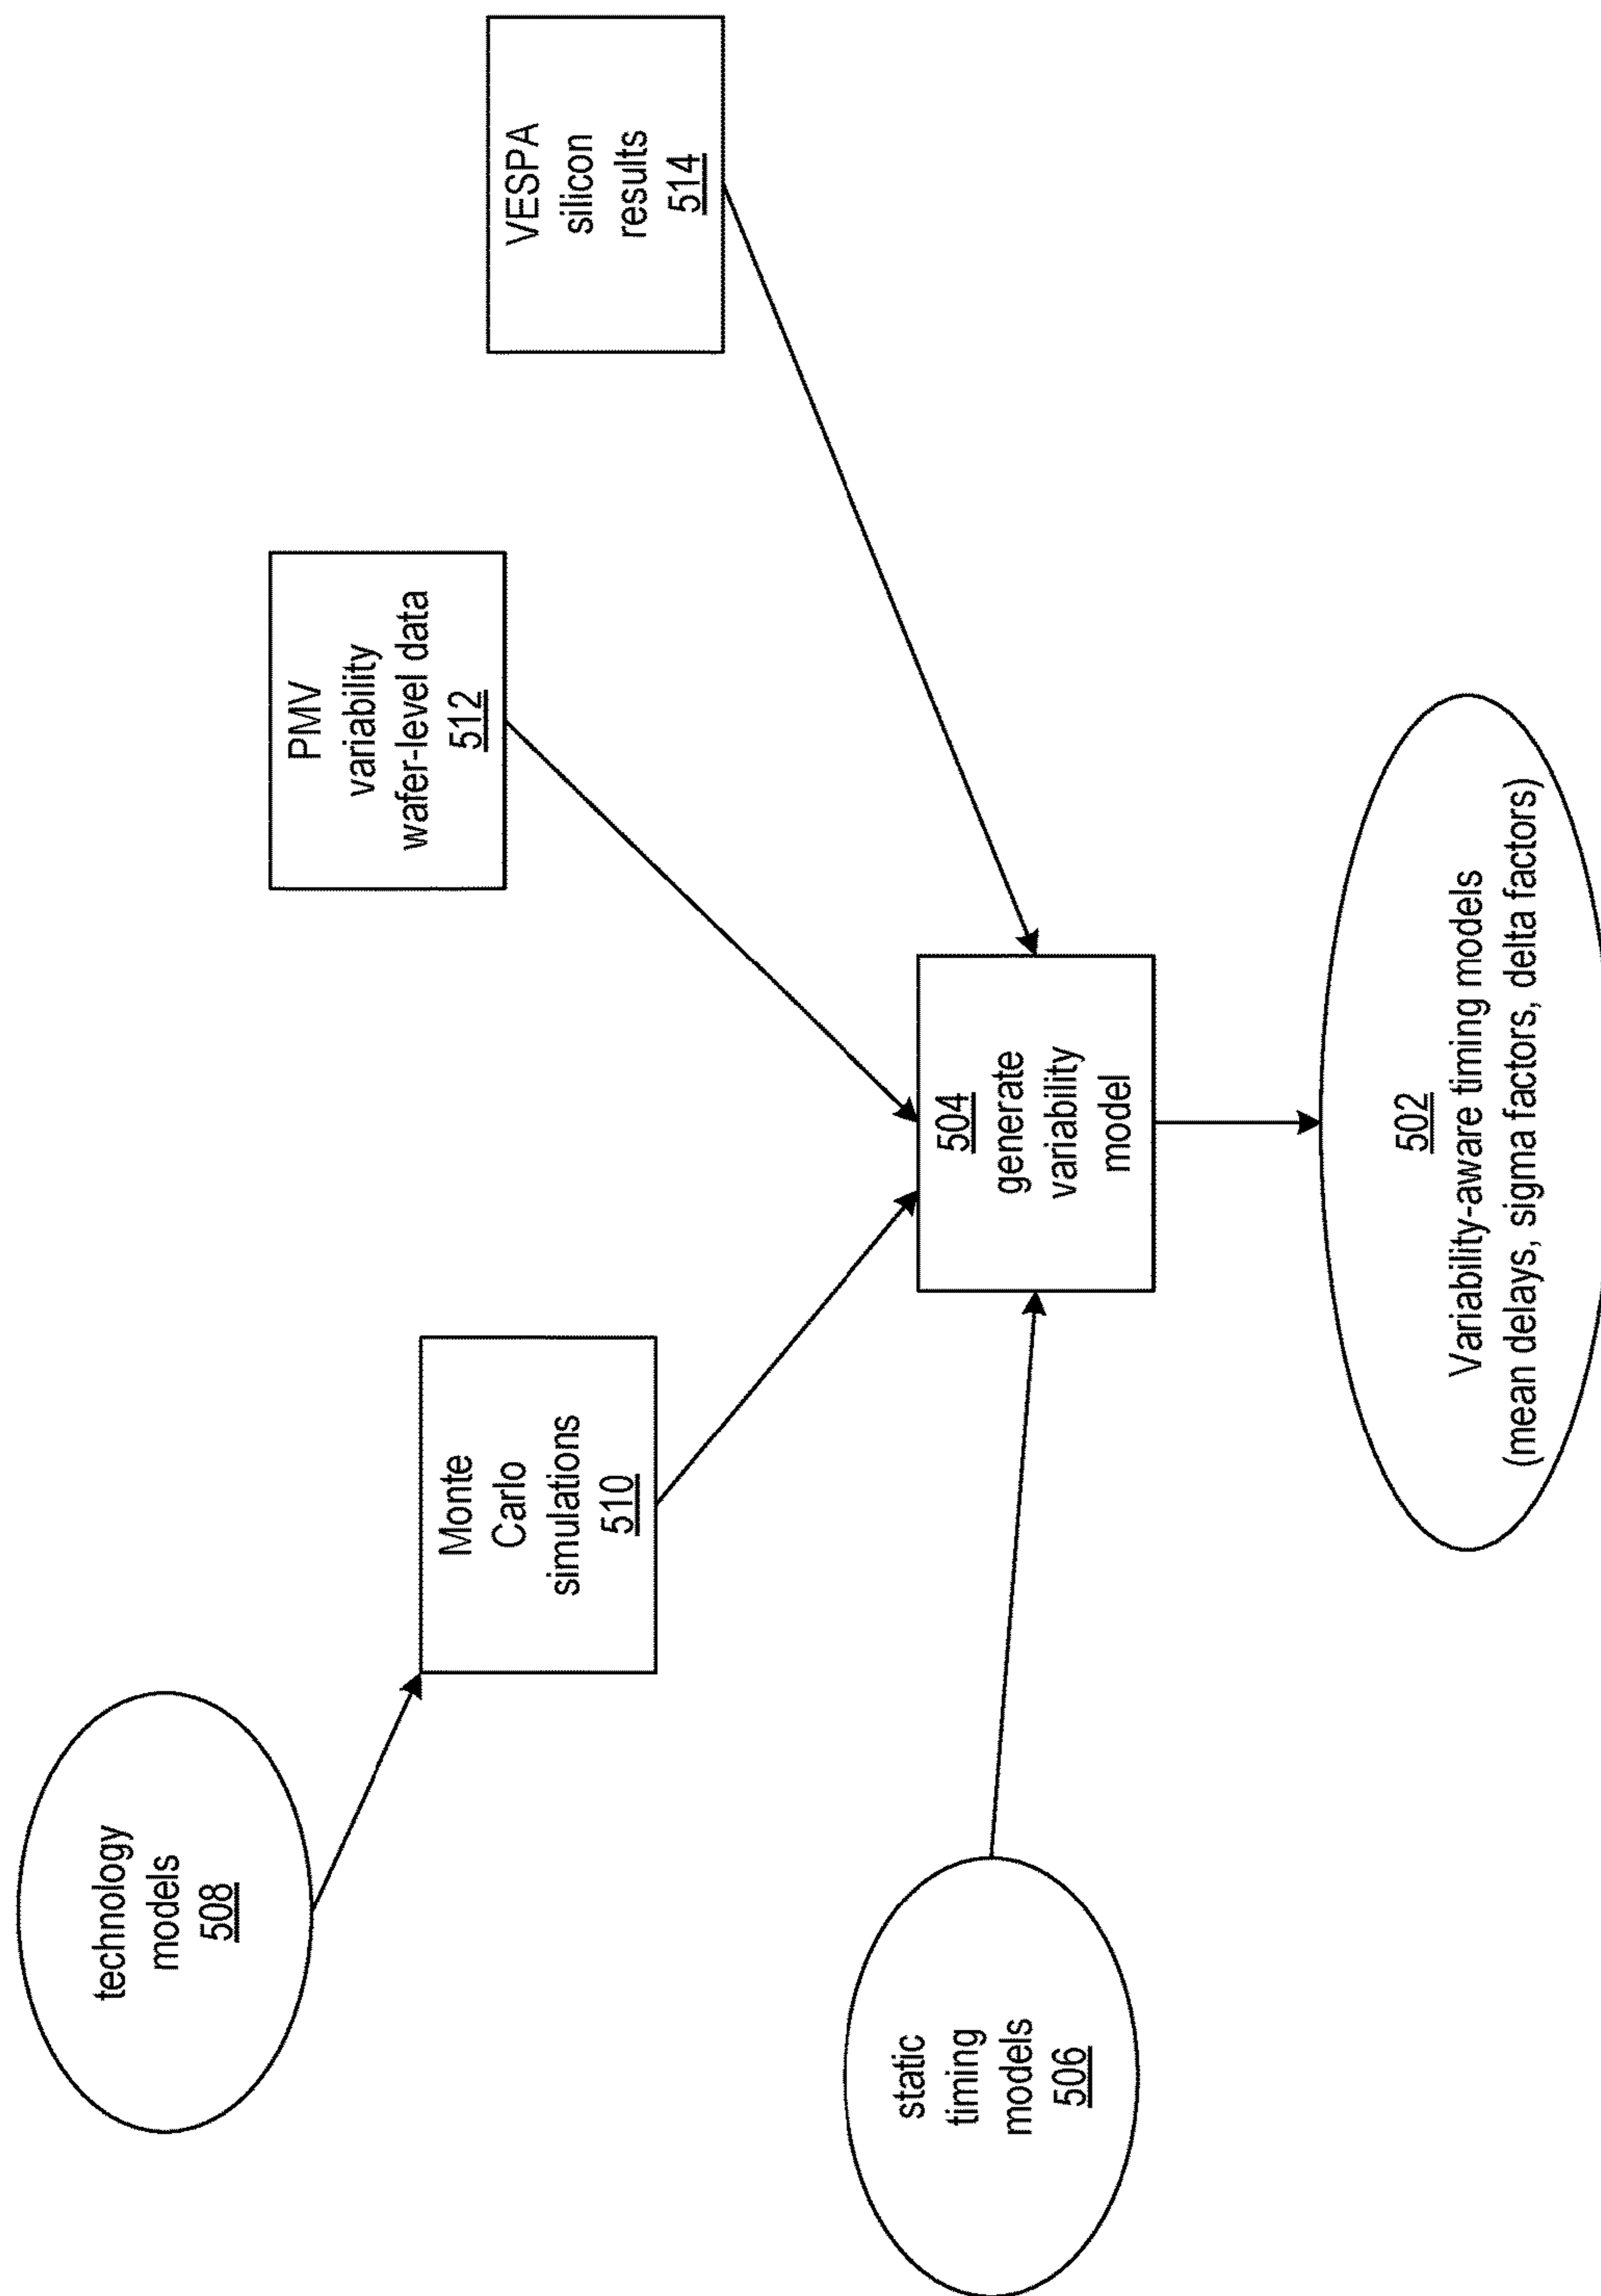 technology
models
508
Monte
Carlo
simulations
510
PMV
variability
wafer-level data
512
VESPA
silicon
results
514
static
timing
models
506
504
generate
variability
model
502
Variability-aware timing models
(mean delays, sigma factors, delta factors)